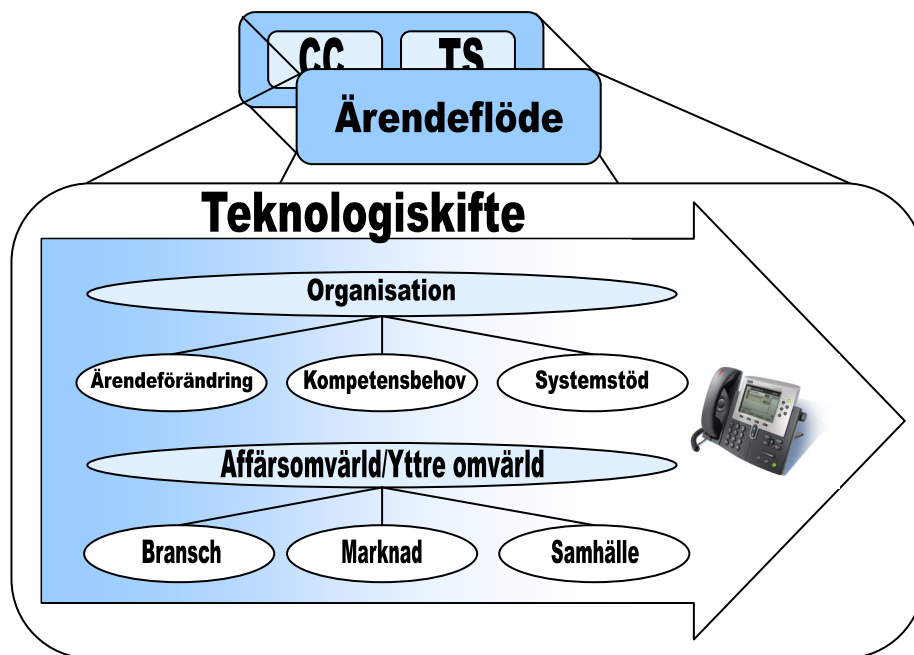 CC TS
Ärendeflöde
Teknologiskifte
Organisation
Ärendeförändring Kompetensbehov Systemstöd
Affärsomvärld/Yttre omvärld
Bransch Marknad Samhälle